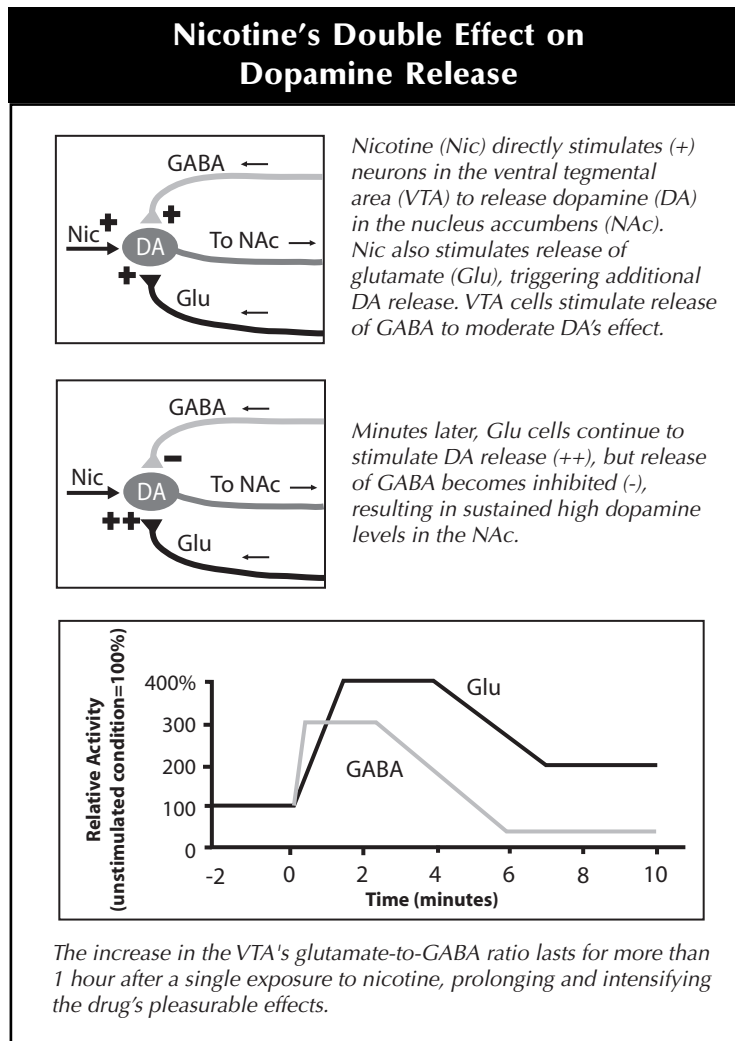 Nicotine’s Double Effect on
Dopamine Release
GABA
+
+
Nic
DA
To NAc
+
Glu
Nicotine (Nic) directly stimulates (+)
neurons in the ventral tegmental
area (VTA) to release dopamine (DA)
in the nucleus accumbens (NAc).
Nic also stimulates release of
glutamate (Glu), triggering additional
DA release. VTA cells stimulate release
of GABA to moderate DA’s effect.
GABA
-
Nic
DA
To NAc
++
Glu
Minutes later, Glu cells continue to
stimulate DA release (++), but release
of GABA becomes inhibited (-),
resulting in sustained high dopamine
levels in the NAc.
Relative Activity
(unstimulated condition=100%)
400%
300
200
100
0
Glu
GABA
-2 0 2 4 6 8 10
Time (minutes)
The increase in the VTA's glutamate-to-GABA ratio lasts for more than
1 hour after a single exposure to nicotine, prolonging and intensifying
the drug’s pleasurable effects.